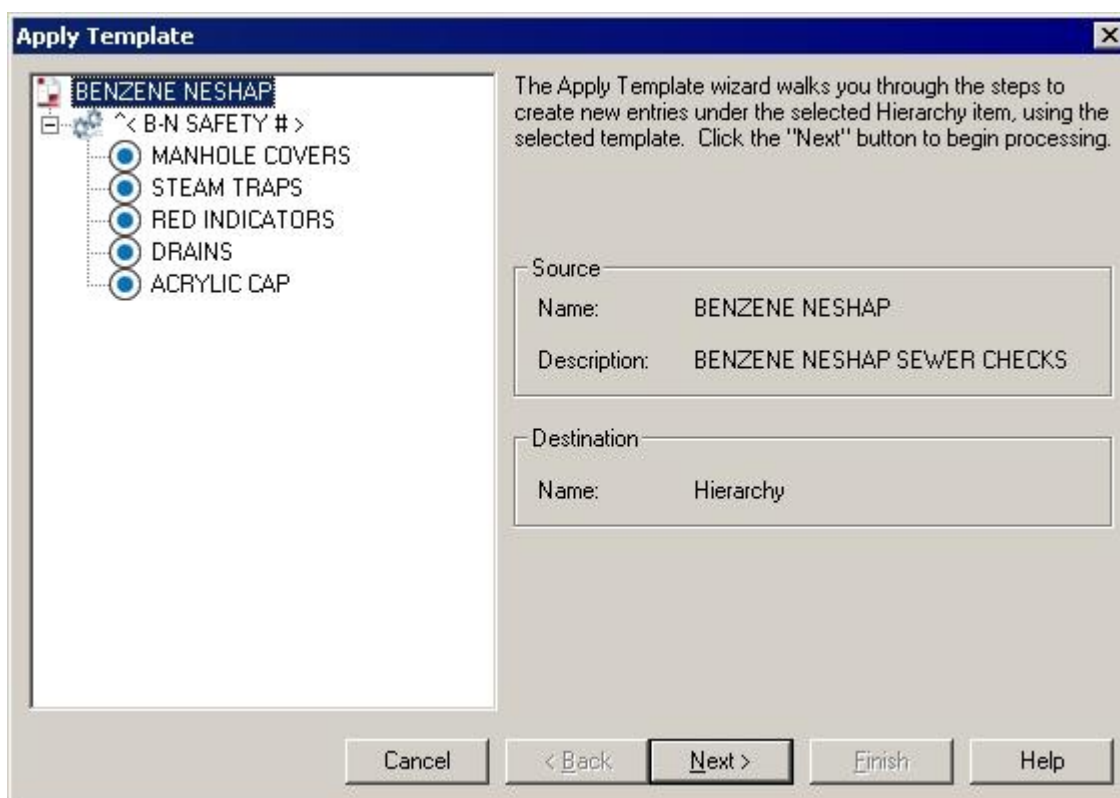 Apply Template
BENZENE NESHAP
^< B-N SAFETY # >
MANHOLE COVERS
STEAM TRAPS
RED INDICATORS
DRAINS
ACRYLIC CAP
The Apply Template wizard walks you through the steps to
create new entries under the selected Hierarchy item, using the
selected template. Click the "Next" button to begin processing.
Source
Name: BENZENE NESHAP
Description: BENZENE NESHAP SEWER CHECKS
Destination
Name: Hierarchy
Cancel < Back Next > Finish Help